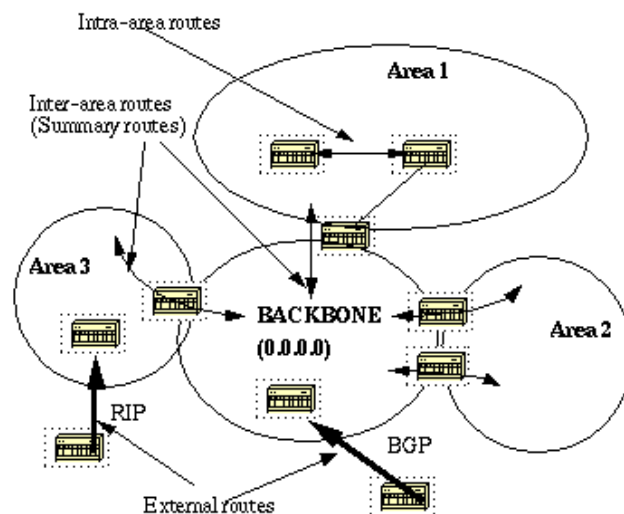 Intra-area routes
Area 1
Inter-area routes
(Summary routes)
Area 3
BACKBONE
(0.0.0.0)
Area 2
RIP
BGP
External routes